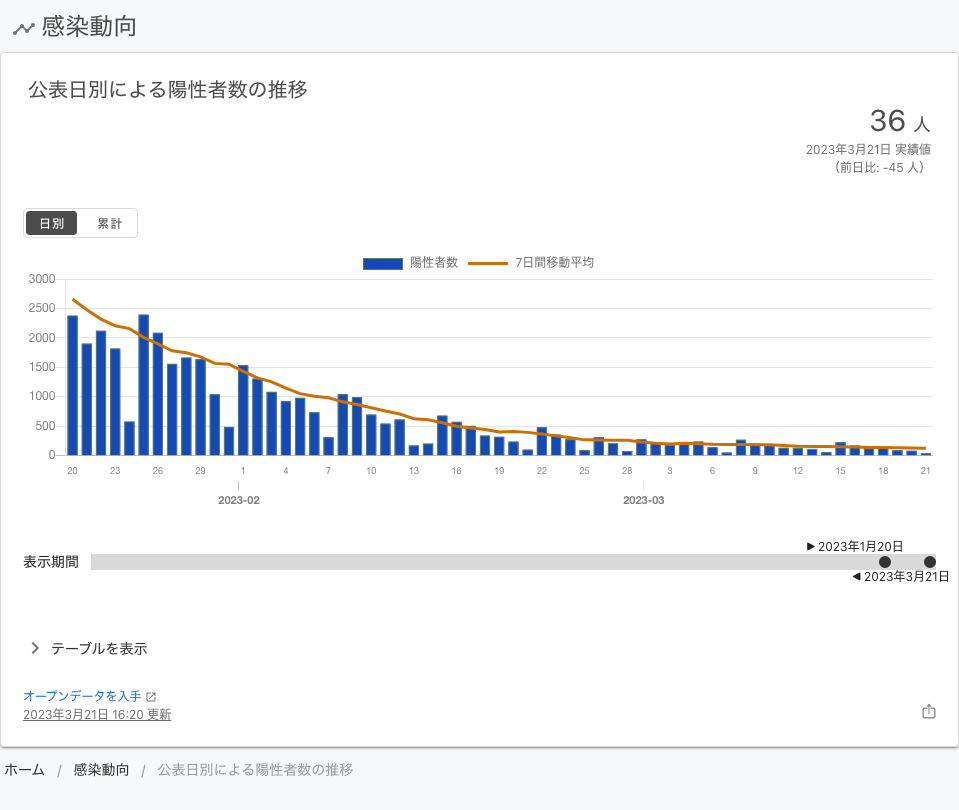 感染動向
公表日別による陽性者数の推移
36 人
2023年3月21日 実績値
（前日比: -45 人）
日別 累計
陽性者数 7日間移動平均
3000
2500
2000
1500
1000
500
0
20 23 26 29 1 4 7 10 13 16 19 22 25 28 3 6 9 12 15 18 21
2023-02 2023-03
▶ 2023年1月20日
表示期間
◀ 2023年3月21日
テーブルを表示
オープンデータを入手
2023年3月21日 16:20 更新
ホーム / 感染動向 / 公表日別による陽性者数の推移